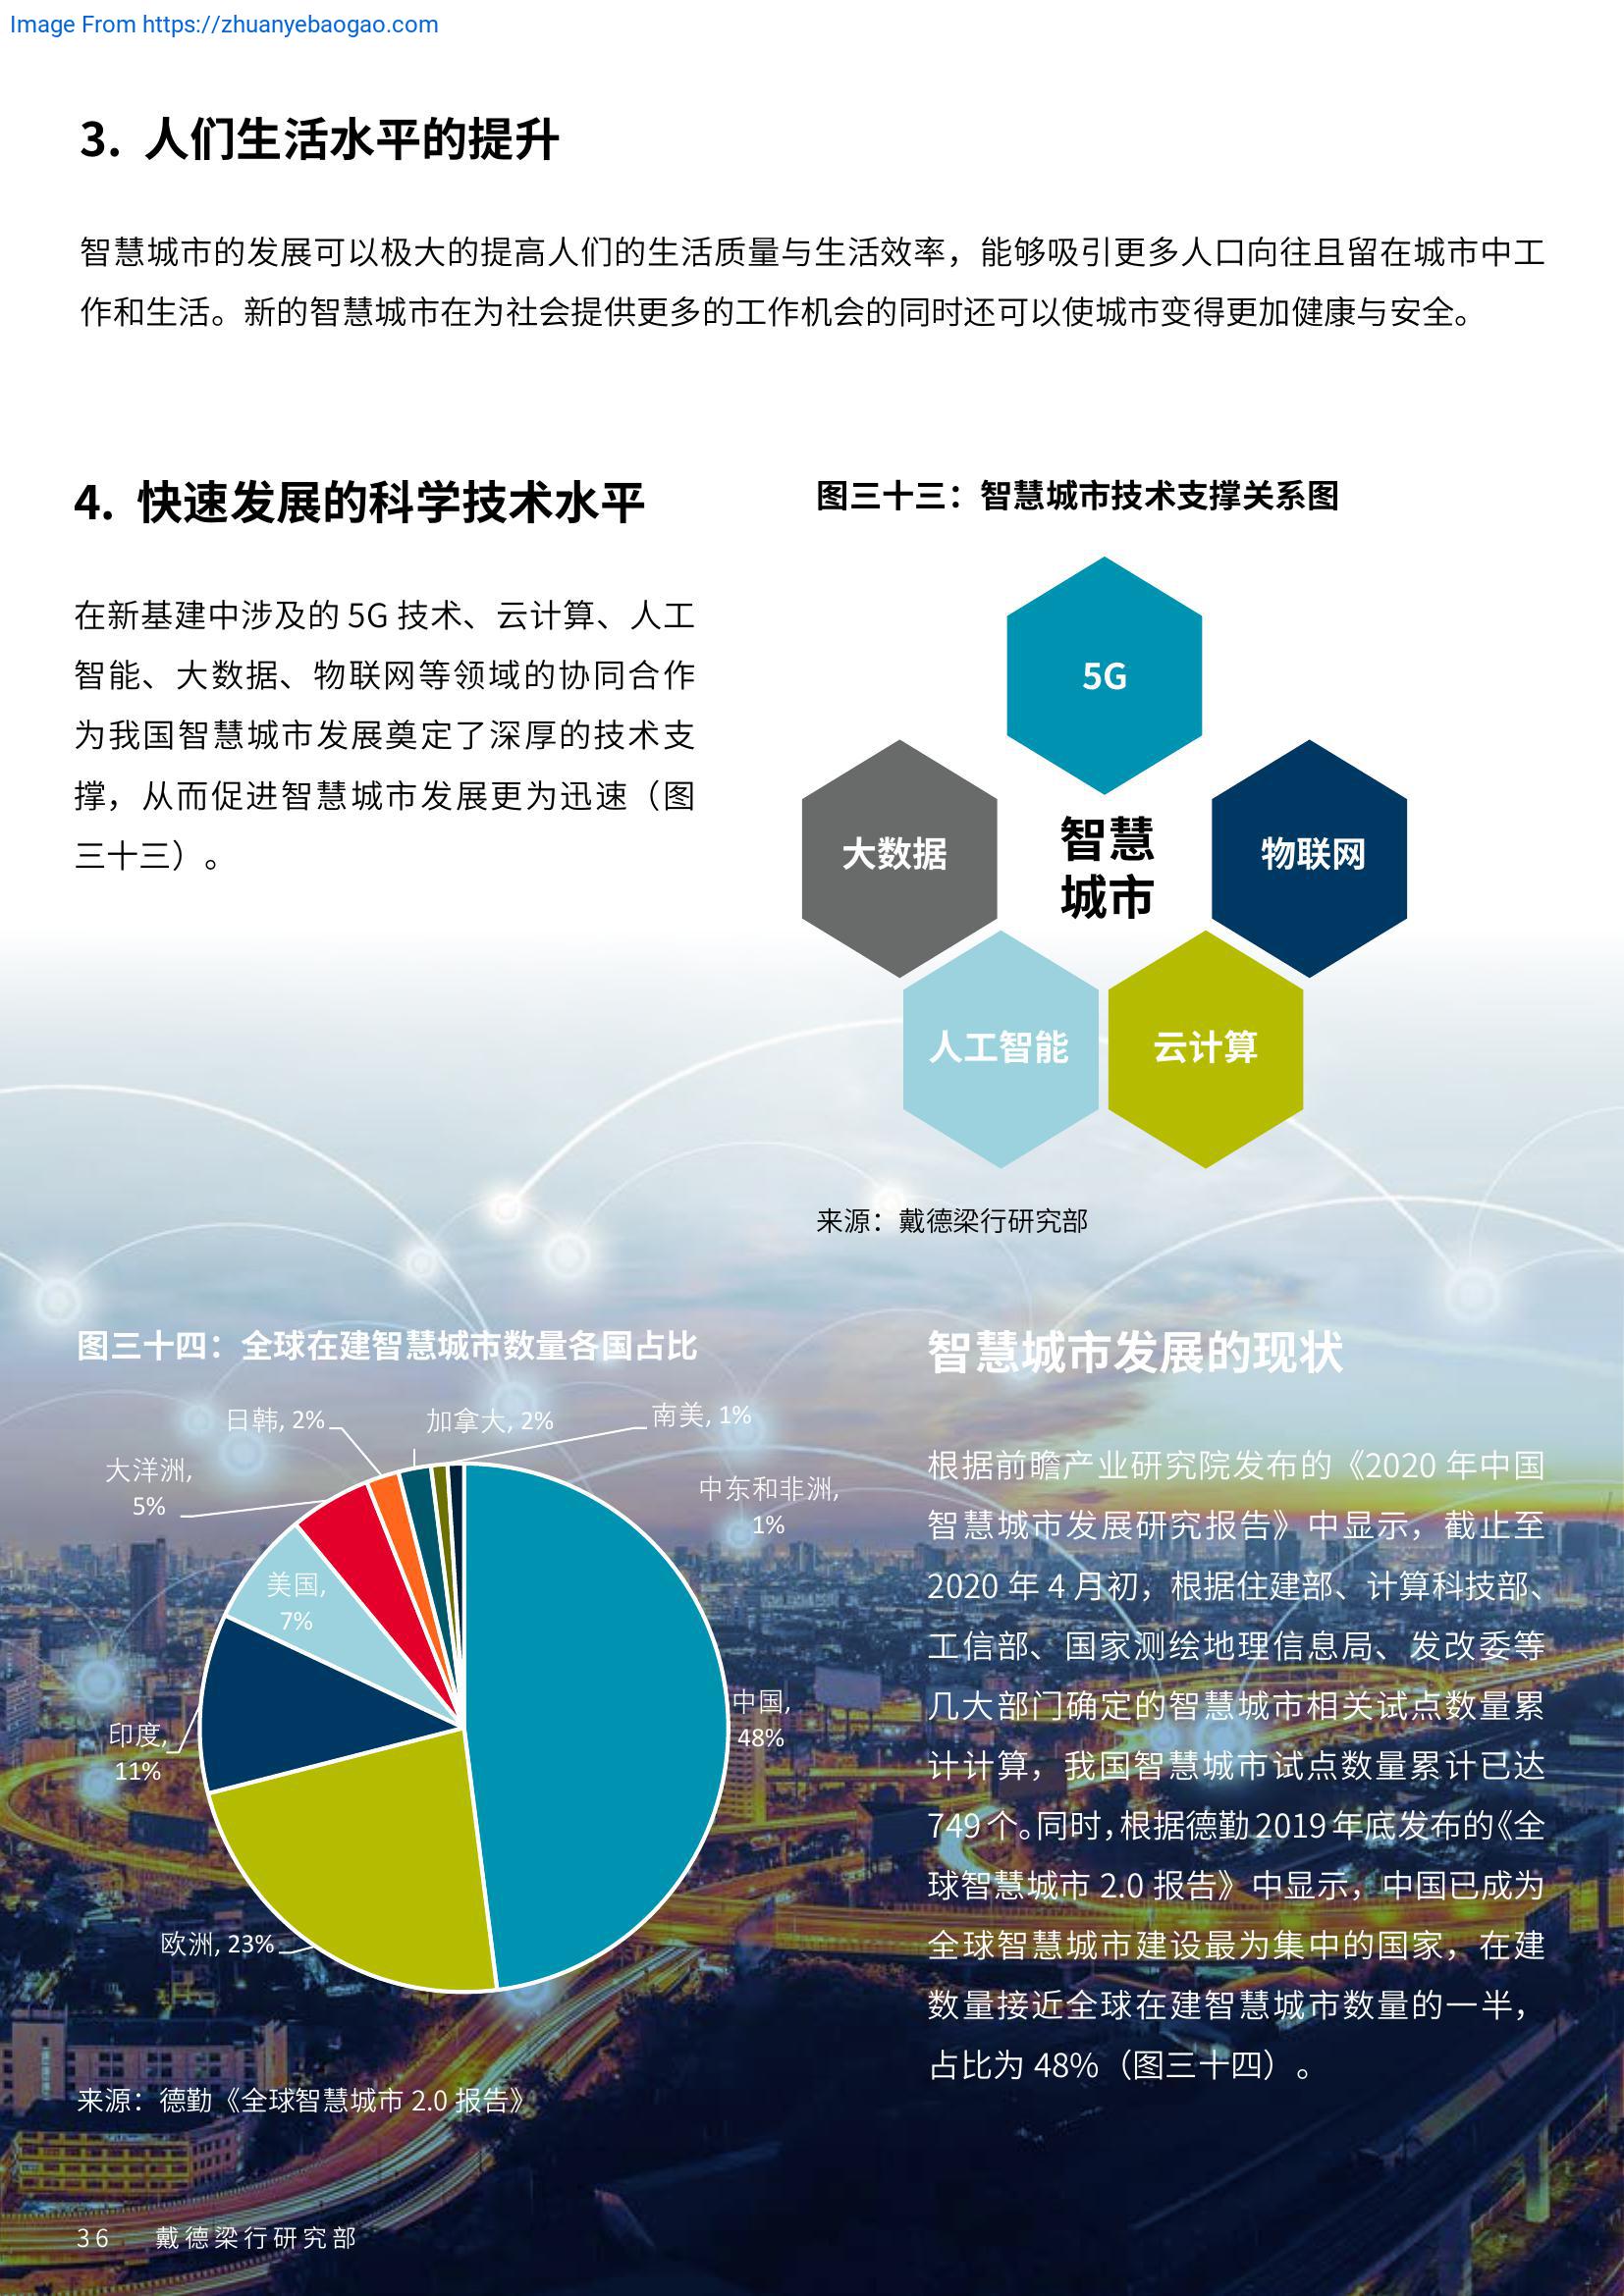 Image From https://zhuanyebaogao.com
3. 人们生活水平的提升
智慧城市的发展可以极大的提高人们的生活质量与生活效率，能够吸引更多人口向往且留在城市中工
作和生活。新的智慧城市在为社会提供更多的工作机会的同时还可以使城市变得更加健康与安全。
4. 快速发展的科学技术水平
在新基建中涉及的 5G 技术、云计算、人工
智能、大数据、物联网等领域的协同合作
为我国智慧城市发展奠定了深厚的技术支
撑，从而促进智慧城市发展更为迅速（图
三十三）。
图三十三：智慧城市技术支撑关系图
5G
大数据
智慧
城市
物联网
人工智能
云计算
来源：戴德梁行研究部
图三十四：全球在建智慧城市数量各国占比
日韩, 2%
加拿大, 2%
南美, 1%
大洋洲,
5%
中东和非洲,
1%
美国,
7%
中国,
48%
印度,
11%
欧洲, 23%
来源：德勤《全球智慧城市 2.0 报告》
智慧城市发展的现状
根据前瞻产业研究院发布的《2020 年中国
智慧城市发展研究报告》中显示，截止至
2020 年 4 月初，根据住建部、计算科技部、
工信部、国家测绘地理信息局、发改委等
几大部门确定的智慧城市相关试点数量累
计计算，我国智慧城市试点数量累计已达
749个。同时，根据德勤2019年底发布的《全
球智慧城市 2.0 报告》中显示，中国已成为
全球智慧城市建设最为集中的国家，在建
数量接近全球在建智慧城市数量的一半，
占比为 48%（图三十四）。
36 戴德梁行研究部